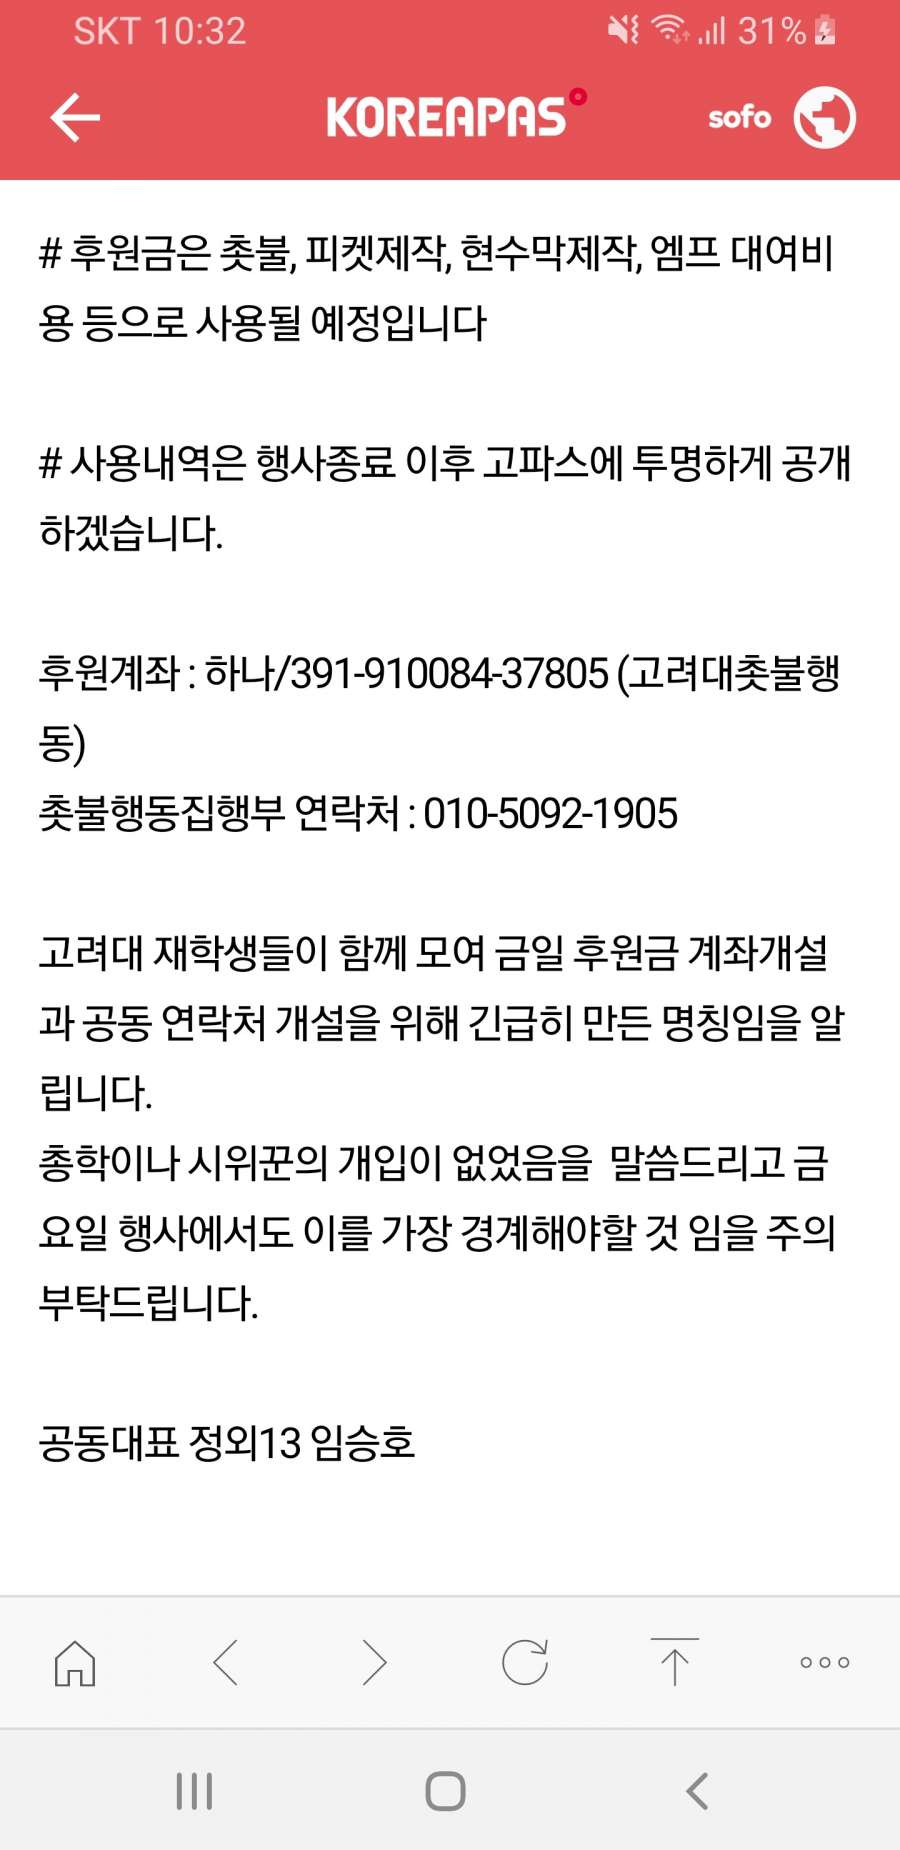 SKT 10:32
31%
KOREAPAS
sofo
# 후원금은 촛불, 피켓제작, 현수막제작, 엠프 대여비
용 등으로 사용될 예정입니다
# 사용내역은 행사종료 이후 고파스에 투명하게 공개
하겠습니다.
후원계좌 : 하나/391-910084-37805 (고려대촛불행
동)
촛불행동집행부 연락처 : 010-5092-1905
고려대 재학생들이 함께 모여 금일 후원금 계좌개설
과 공동 연락처 개설을 위해 긴급히 만든 명칭임을 알
립니다.
총학이나 시위꾼의 개입이 없었음을  말씀드리고 금
요일 행사에서도 이를 가장 경계해야할 것 임을 주의
부탁드립니다.
공동대표 정외13 임승호